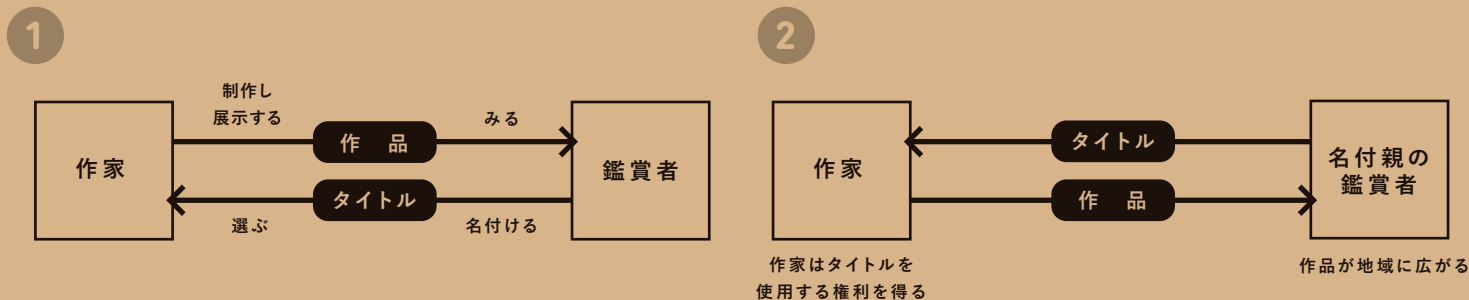 1
制作し
展示する
作品
みる
作家
鑑賞者
タイトル
選ぶ
名付ける
2
タイトル
作家
名付親の
鑑賞者
作品
作家はタイトルを
使用する権利を得る
作品が地域に広がる